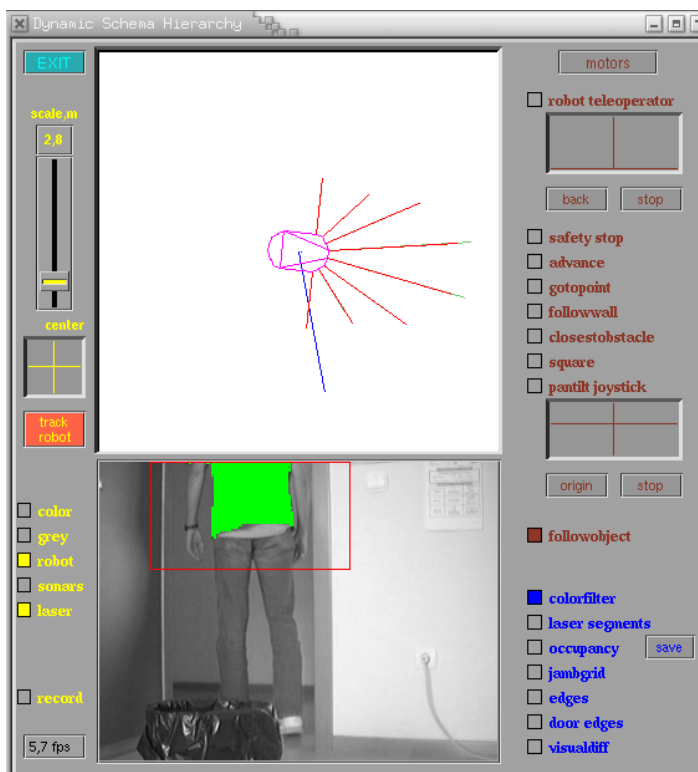 Dynamic Schema Hierarchy
EXIT
scale,m
2,8
center
track
robot
color
grey
robot
sonars
laser
record
5,7 fps
motors
robot teleoperator
back
stop
safety stop
advance
gotopoint
followwall
closestobstacle
square
pantilt joystick
origin
stop
followobject
colorfilter
laser segments
occupancy
save
jambgrid
edges
door edges
visualdiff